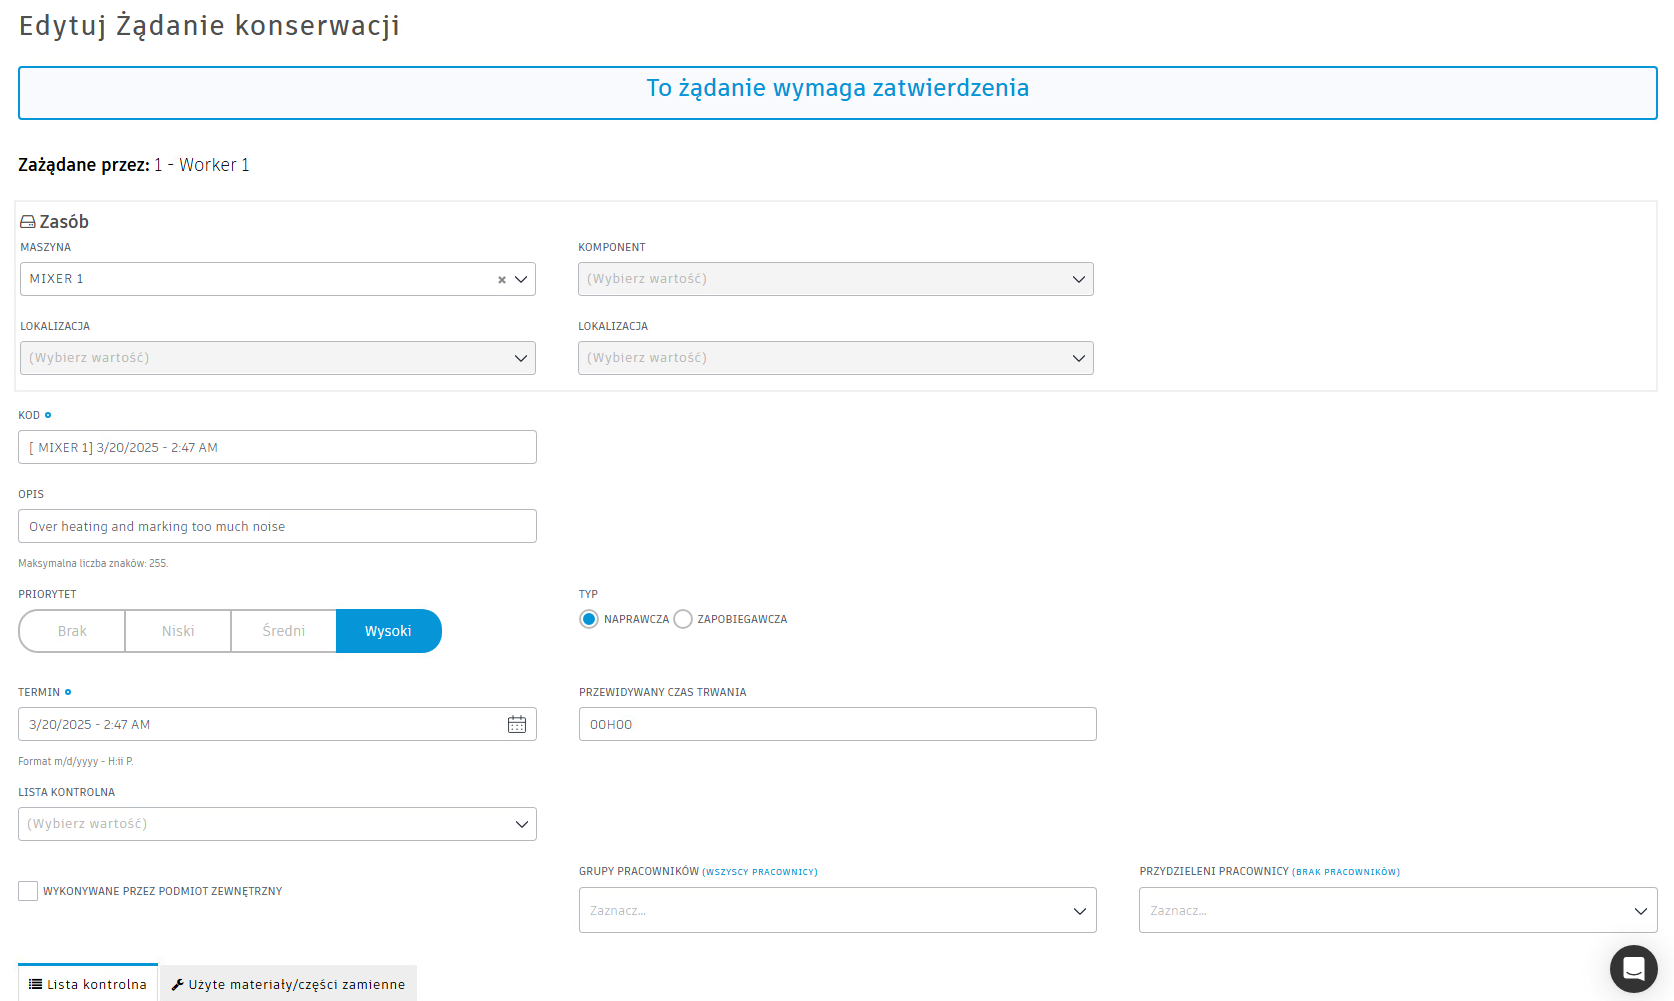 Edytuj Żądanie konserwacji
To żądanie wymaga zatwierdzenia
Zażądane przez: 1 - Worker 1
Zasób
MASZYNA
KOMPONENT
MIXER 1
(Wybierz wartość)
LOKALIZACJA
LOKALIZACJA
(Wybierz wartość)
(Wybierz wartość)
KOD
[ MIXER 1] 3/20/2025 - 2:47 AM
OPIS
Over heating and marking too much noise
Maksymalna liczba znaków: 255.
PRIORYTET
TYP
Brak Niski Średni Wysoki
NAPRAWCZA ZAPOBIEGAWCZA
TERMIN
PRZEWIDYWANY CZAS TRWANIA
3/20/2025 - 2:47 AM
00H00
Format m/d/yyyy - H:ii P.
LISTA KONTROLNA
(Wybierz wartość)
WYKONYWANE PRZEZ PODMIOT ZEWNĘTRZNY
GRUPY PRACOWNIKÓW (WSZYSCY PRACOWNICY)
PRZYDZIELENI PRACOWNICY (BRAK PRACOWNIKÓW)
Zaznacz...
Zaznacz...
Lista kontrolna
Użyte materiały/części zamienne